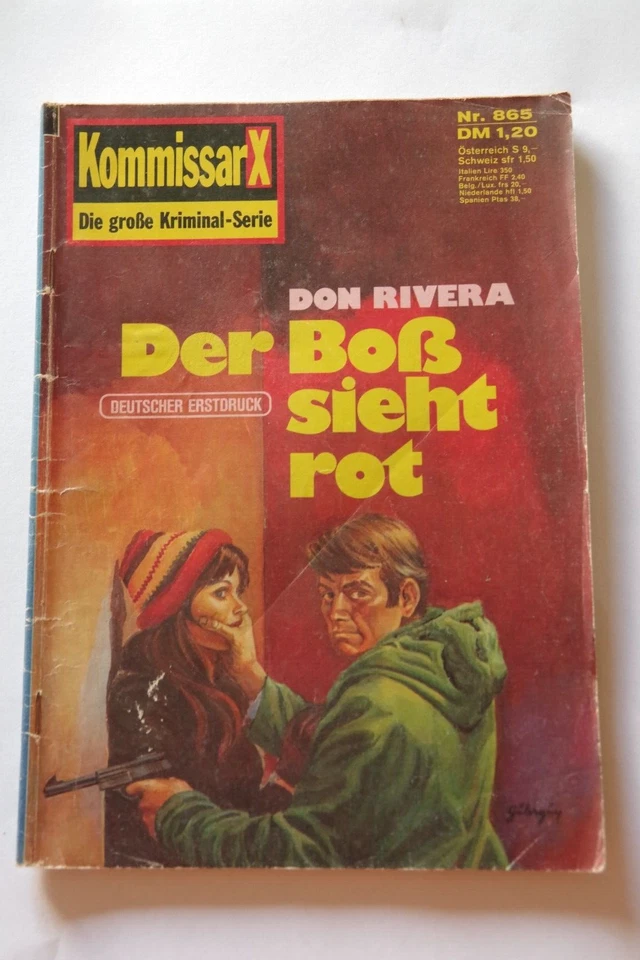 KommissarX
Die große Kriminal-Serie
Nr. 865
DM 1,20
Österreich S 9,-
Schweiz sfr 1,50
Italien Lire 350
Frankreich FF 2,40
Belg./Lux. frs 20,-
Niederlande hfl 1,50
Spanien Ptas 38,-
DON RIVERA
Der Boß
sieht
rot
DEUTSCHER ERSTDRUCK